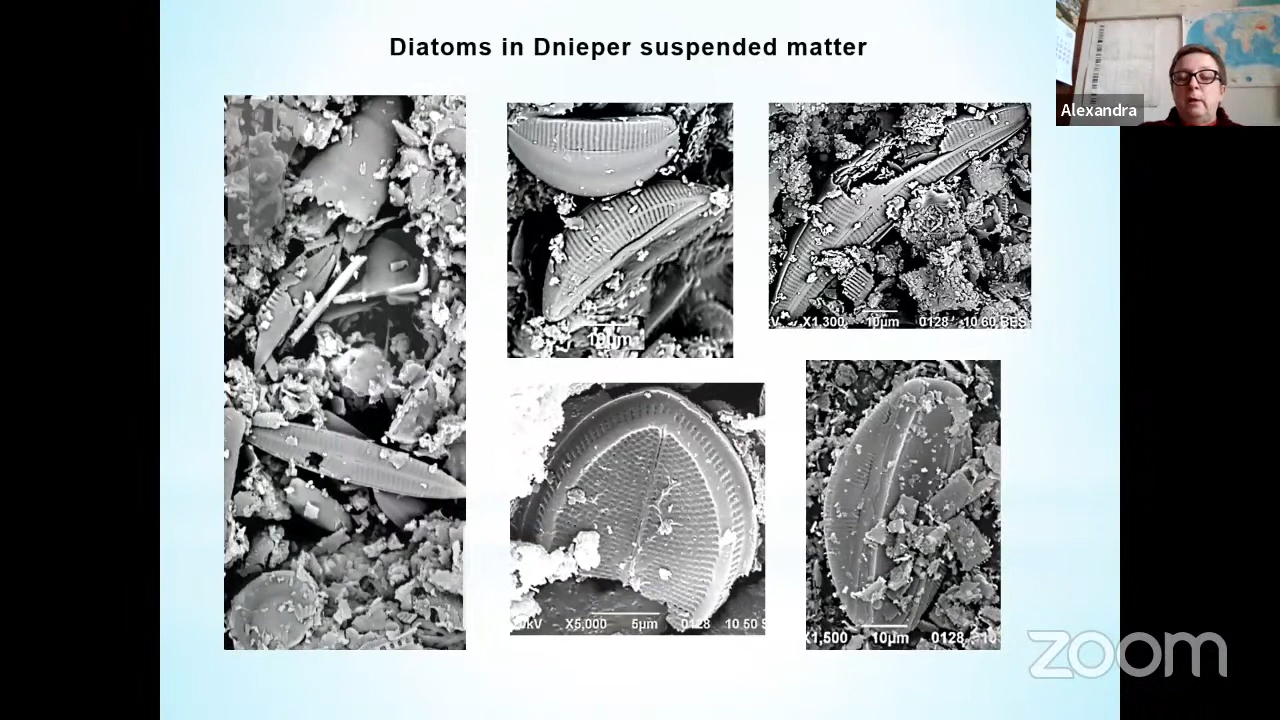 Diatoms in Dnieper suspended matter
Alexandra
10µm
X1,300 10µm 0128 10 60 BES
kV X5,000 5µm 0128 10 50 S
X1,500 10µm 0128 10
zoom